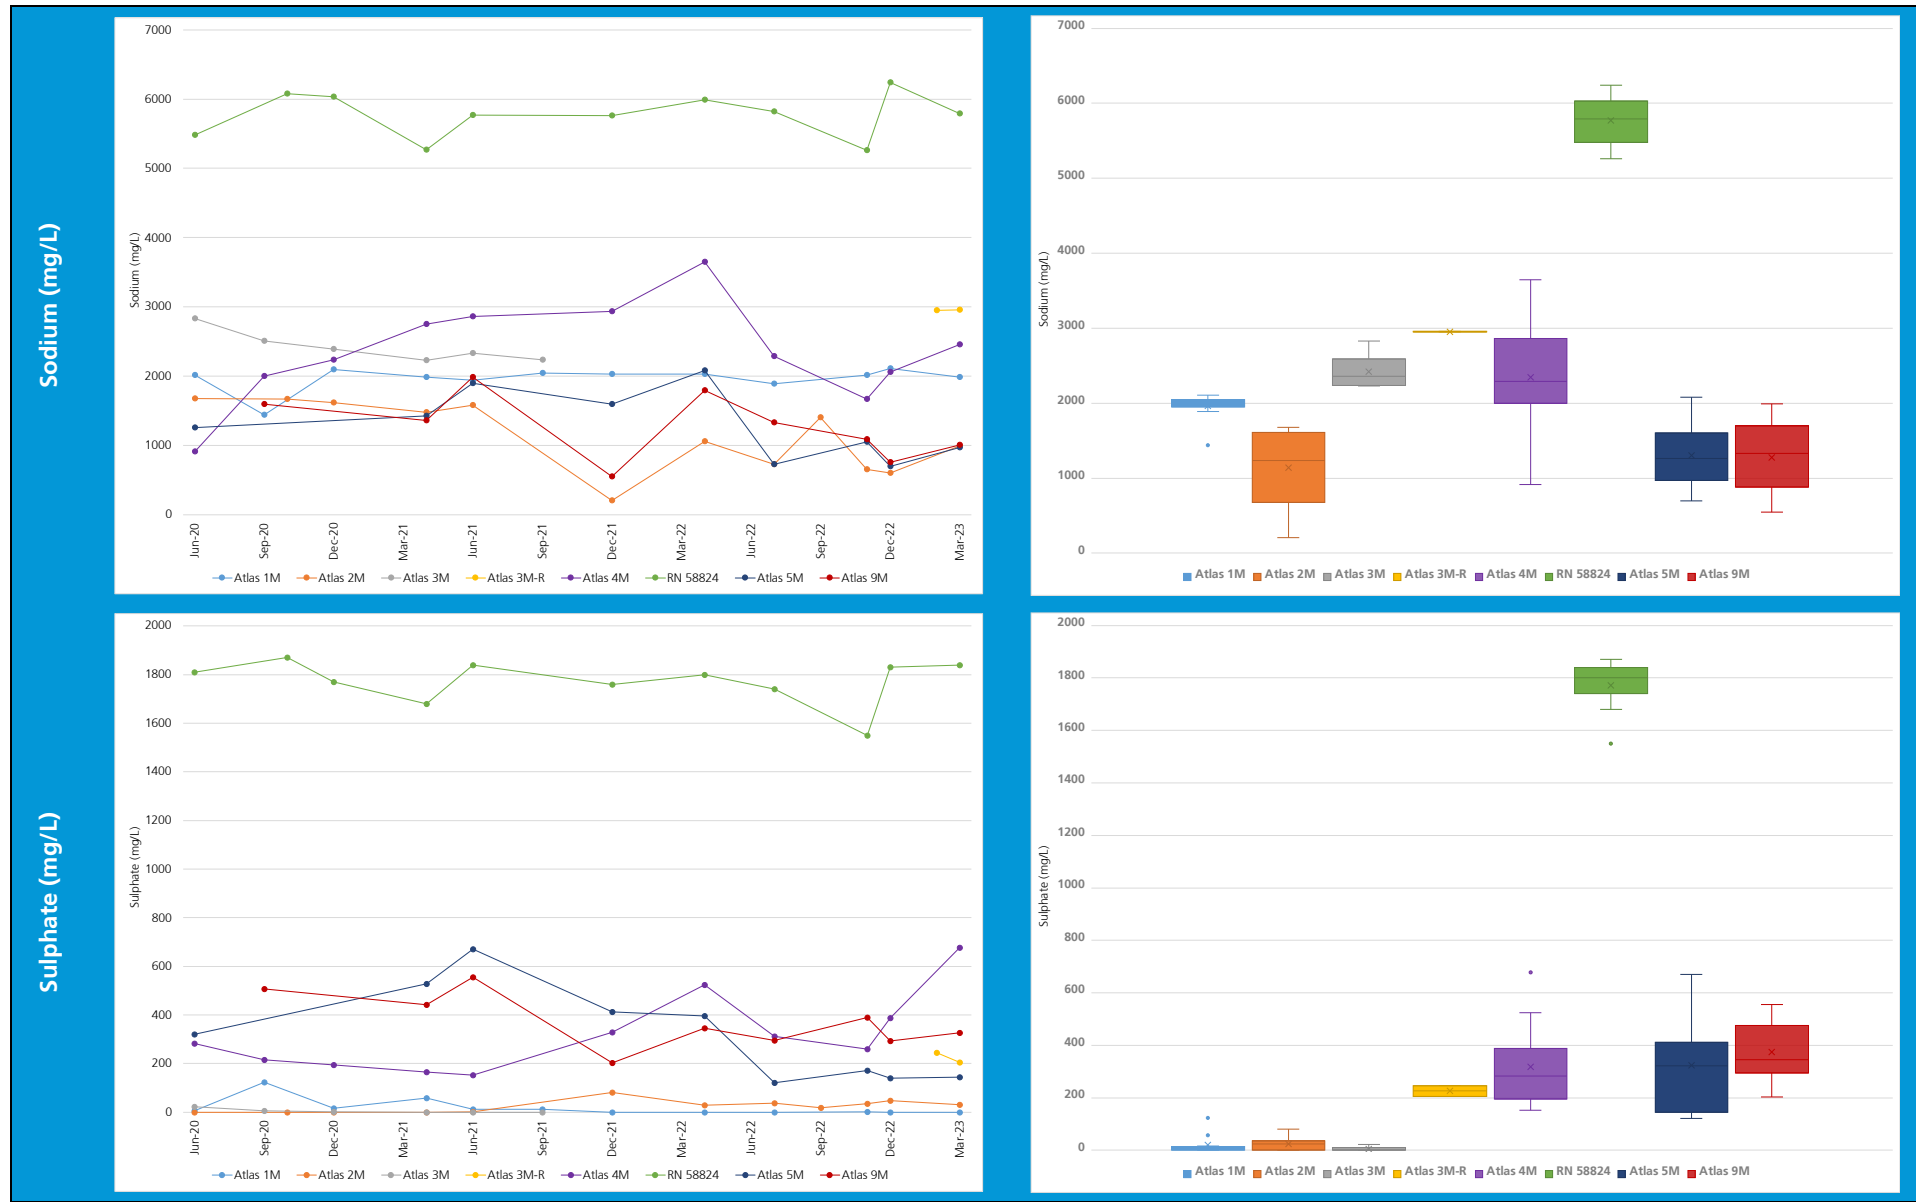 Sodium (mg/L)
7000
6000
5000
4000
3000
2000
1000
0
Sodium (mg/L)
Jun-20
Sep-20
Dec-20
Mar-21
Jun-21
Sep-21
Dec-21
Mar-22
Jun-22
Sep-22
Dec-22
Mar-23
Atlas 1M Atlas 2M Atlas 3M Atlas 3M-R Atlas 4M RN 58824 Atlas 5M Atlas 9M
7000
6000
5000
4000
3000
2000
1000
0
Sodium (mg/L)
Atlas 1M Atlas 2M Atlas 3M Atlas 3M-R Atlas 4M RN 58824 Atlas 5M Atlas 9M
Sulphate (mg/L)
2000
1800
1600
1400
1200
1000
800
600
400
200
0
Sulphate (mg/L)
Jun-20
Sep-20
Dec-20
Mar-21
Jun-21
Sep-21
Dec-21
Mar-22
Jun-22
Sep-22
Dec-22
Mar-23
Atlas 1M Atlas 2M Atlas 3M Atlas 3M-R Atlas 4M RN 58824 Atlas 5M Atlas 9M
2000
1800
1600
1400
1200
1000
800
600
400
200
0
Sulphate (mg/L)
Atlas 1M Atlas 2M Atlas 3M Atlas 3M-R Atlas 4M RN 58824 Atlas 5M Atlas 9M